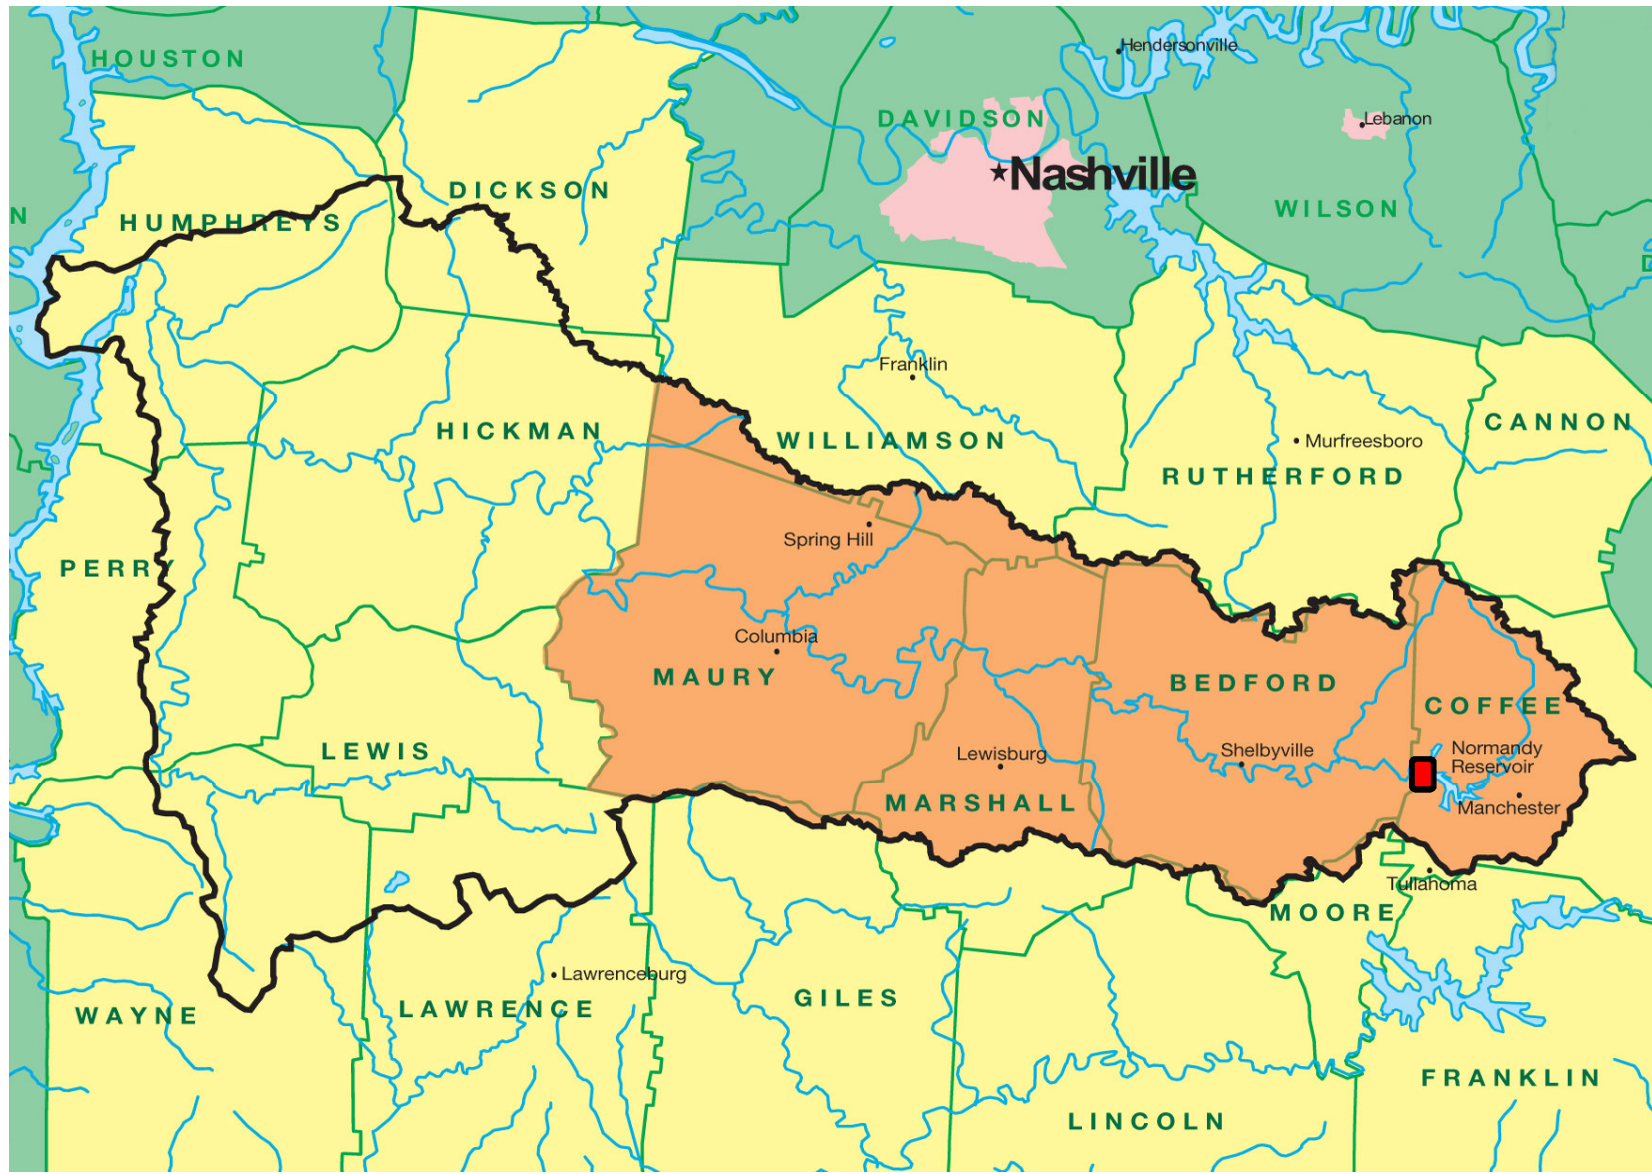 HOUSTON
Hendersonville
DAVIDSON
Lebanon
Nashville
DICKSON
N
HUMPHREYS
WILSON
D
Franklin
HICKMAN
WILLIAMSON
CANNON
Murfreesboro
RUTHERFORD
Spring Hill
PERRY
Columbia
MAURY
BEDFORD
COFFEE
LEWIS
Lewisburg
Shelbyville
Normandy
Reservoir
MARSHALL
Manchester
Tullahoma
MOORE
Lawrenceburg
WAYNE
LAWRENCE
GILES
FRANKLIN
LINCOLN